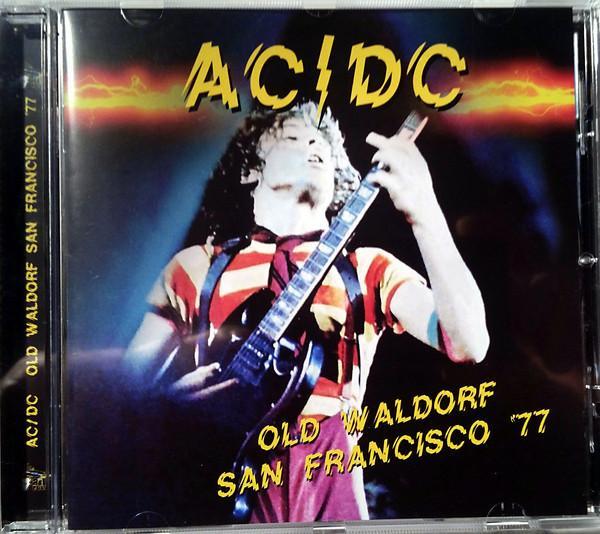 AC/DC OLD WALDORF SAN FRANCISCO '77
AC/DC
OLD WALDORF
SAN FRANCISCO '77